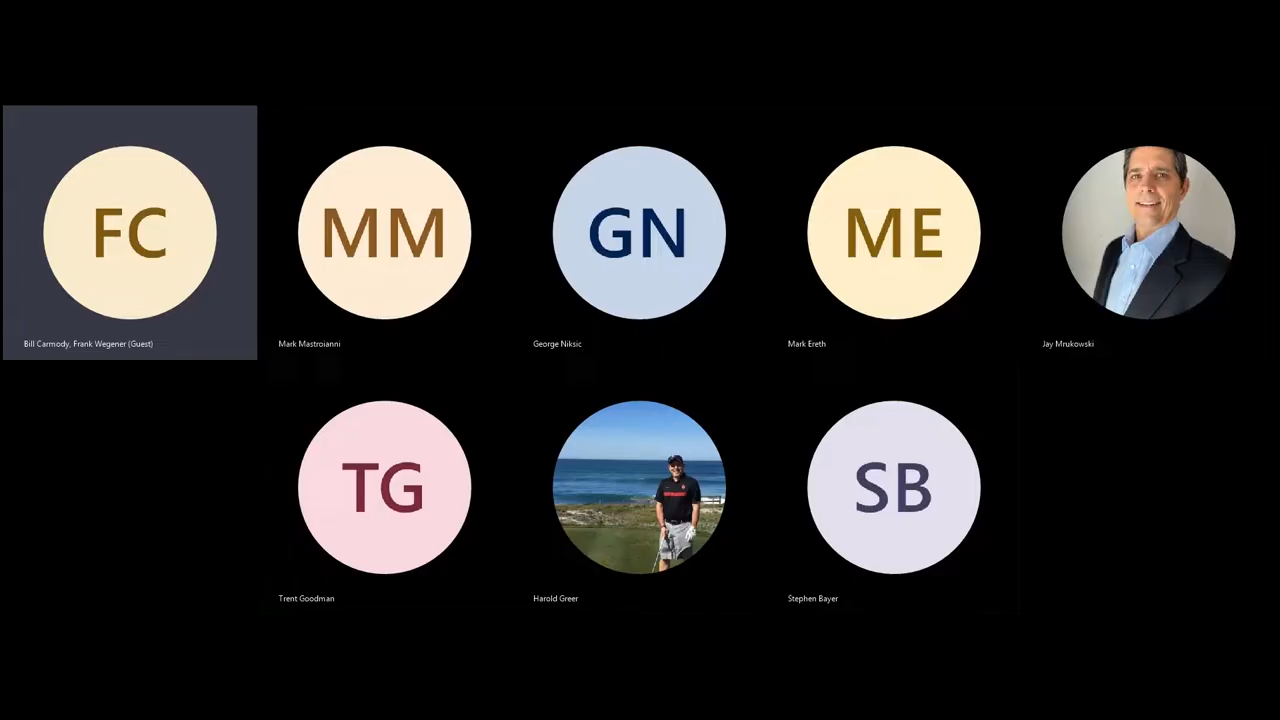 FC
MM
GN
ME
Bill Carmody, Frank Wegener (Guest)
Mark Mastroianni
George Niksic
Mark Ereth
Jay Mrukowski
TG
SB
Trent Goodman
Harold Greer
Stephen Bayer